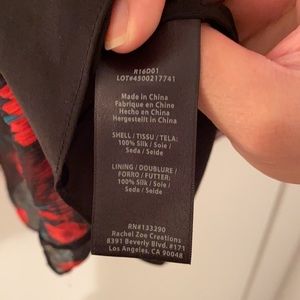 R16D01
LOT#4500217741
Made in China
Fabriqué en Chine
Hecho en China
Hergestellt in China
SHELL / TISSU / TELA:
100% Silk / Soie /
Seda / Seide
LINING / DOUBLURE /
FORRO / FUTTER:
100% Silk / Soie /
Seda / Seide
RN#133290
Rachel Zoe Creations
8391 Beverly Blvd. #171
Los Angeles, CA 90048